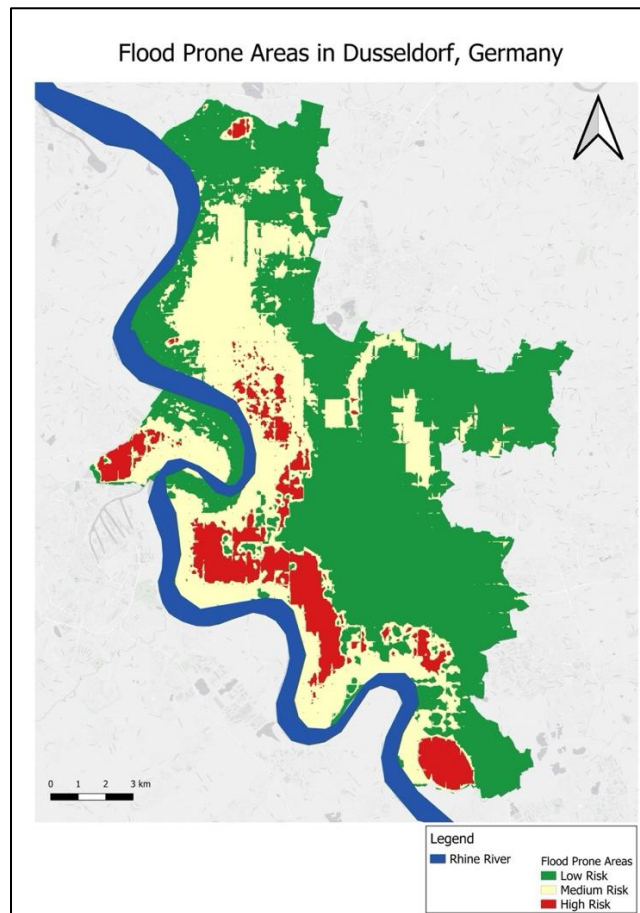 Flood Prone Areas in Dusseldorf, Germany
0 1 2 3 km
Legend
Rhine River
Flood Prone Areas
Low Risk
Medium Risk
High Risk